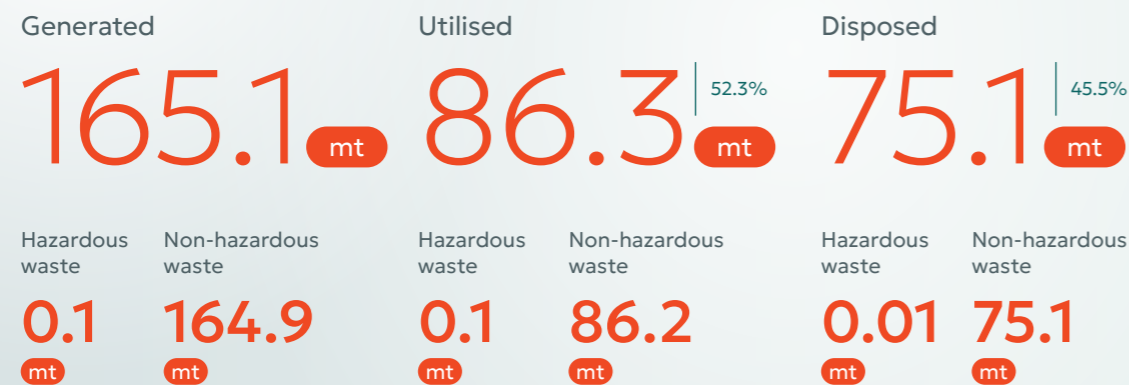 Generated
165.1 mt
Hazardous
waste
0.1
mt
Non-hazardous
waste
164.9
mt
Utilised
86.3 mt
52.3%
Hazardous
waste
0.1
mt
Non-hazardous
waste
86.2
mt
Disposed
75.1 mt
45.5%
Hazardous
waste
0.01
mt
Non-hazardous
waste
75.1
mt